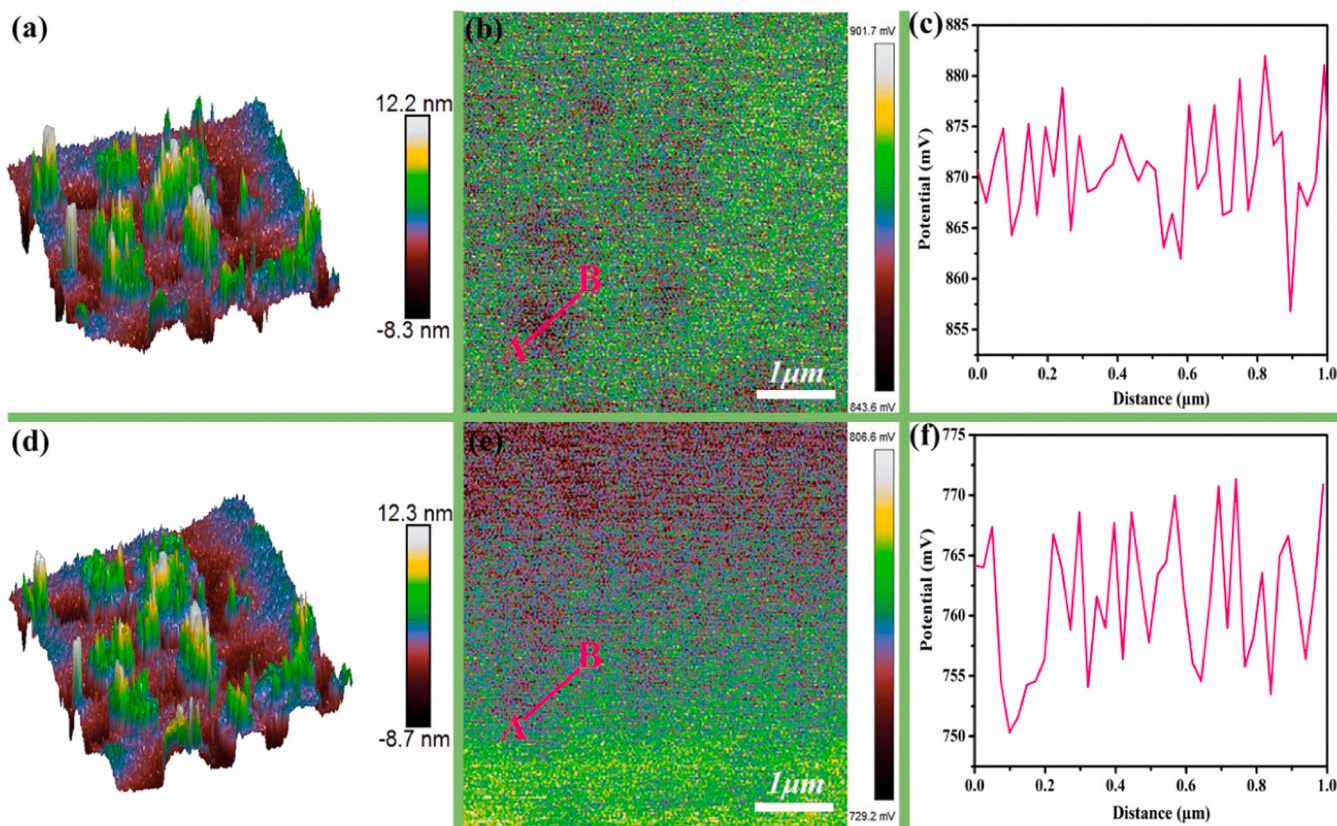 (a)
12.2 nm
-8.3 nm
(b)
B
A
1μm
901.7 mV
843.6 mV
(c)
885
880
875
870
865
860
855
Potential (mV)
0.0 0.2 0.4 0.6 0.8 1.0
Distance (μm)
(d)
12.3 nm
-8.7 nm
(e)
B
A
1μm
806.6 mV
729.2 mV
(f)
775
770
765
760
755
750
Potential (mV)
0.0 0.2 0.4 0.6 0.8 1.0
Distance (μm)